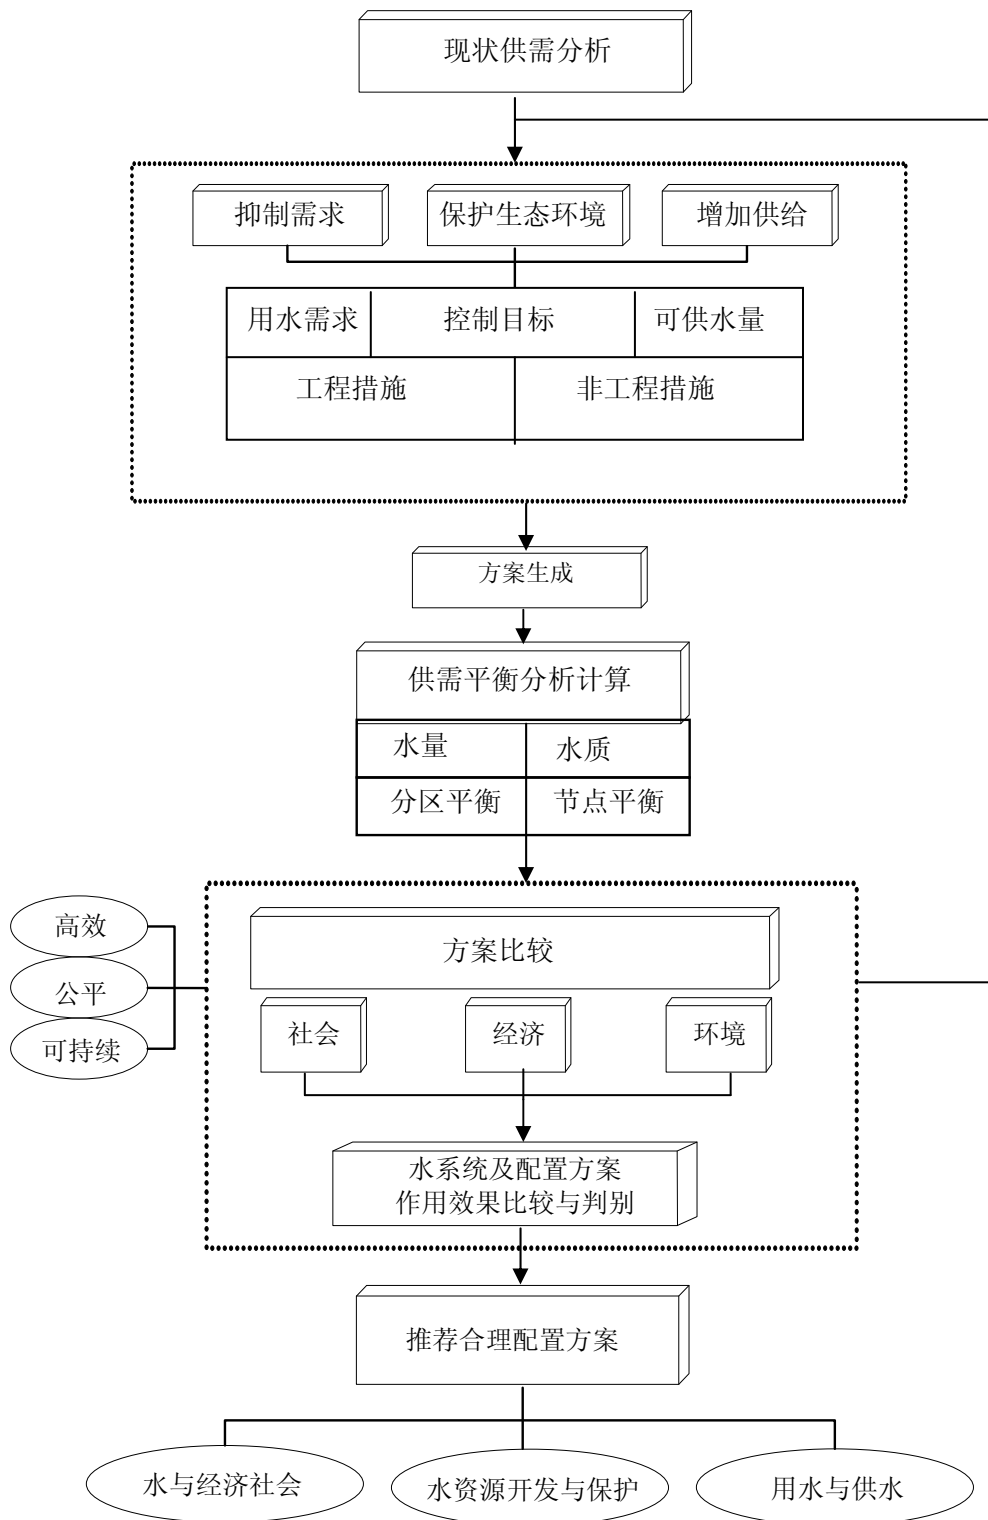 现状供需分析
抑制需求
保护生态环境
增加供给
用水需求
控制目标
可供水量
工程措施
非工程措施
方案生成
供需平衡分析计算
水量
水质
分区平衡
节点平衡
高效
公平
可持续
方案比较
社会
经济
环境
水系统及配置方案
作用效果比较与判别
推荐合理配置方案
水与经济社会
水资源开发与保护
用水与供水